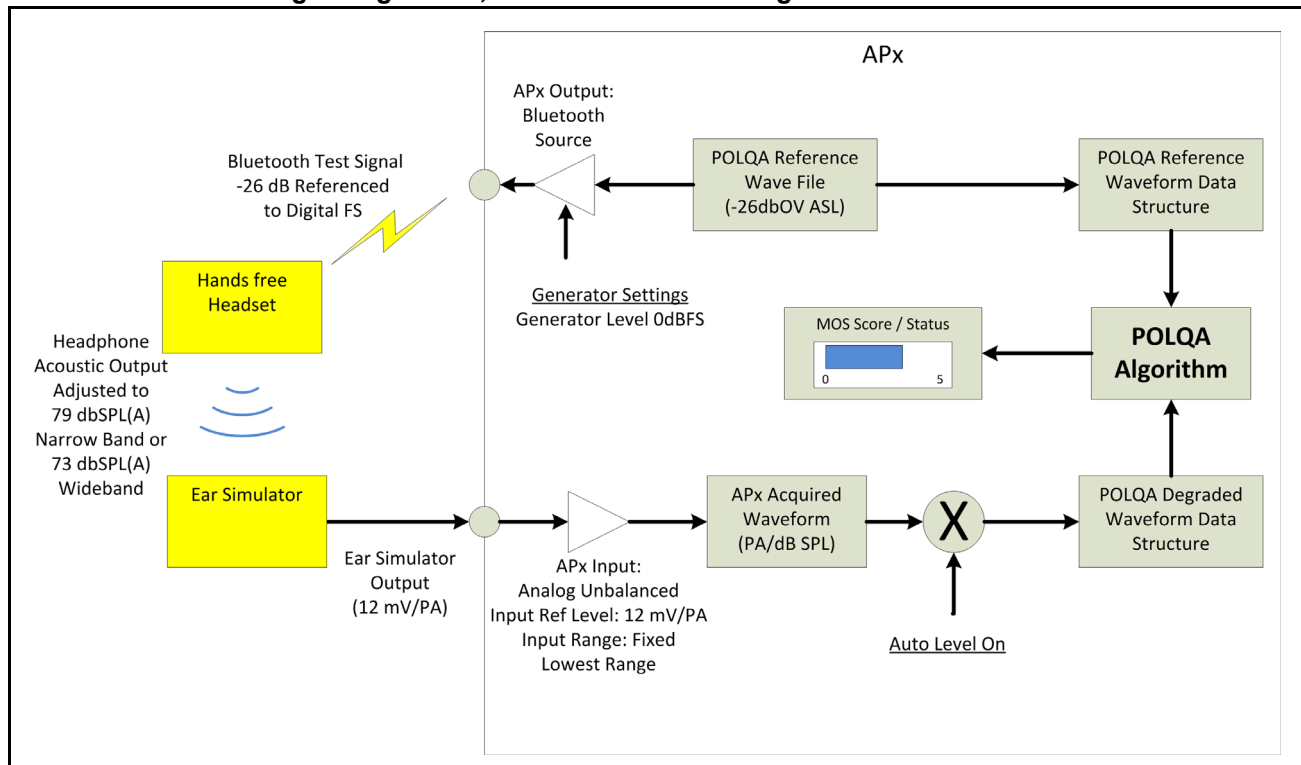 APx
APx Output:
Bluetooth
Source
POLQA Reference
Wave File
(-26dbOV ASL)
POLQA Reference
Waveform Data
Structure
Bluetooth Test Signal
-26 dB Referenced
to Digital FS
Hands free
Headset
Generator Settings
Generator Level 0dBFS
MOS Score / Status
0
5
POLQA
Algorithm
Headphone
Acoustic Output
Adjusted to
79 dbSPL(A)
Narrow Band or
73 dbSPL(A)
Wideband
Ear Simulator
Ear Simulator
Output
(12 mV/PA)
APx Input:
Analog Unbalanced
Input Ref Level: 12 mV/PA
Input Range: Fixed
Lowest Range
APx Acquired
Waveform
(PA/dB SPL)
X
Auto Level On
POLQA Degraded
Waveform Data
Structure